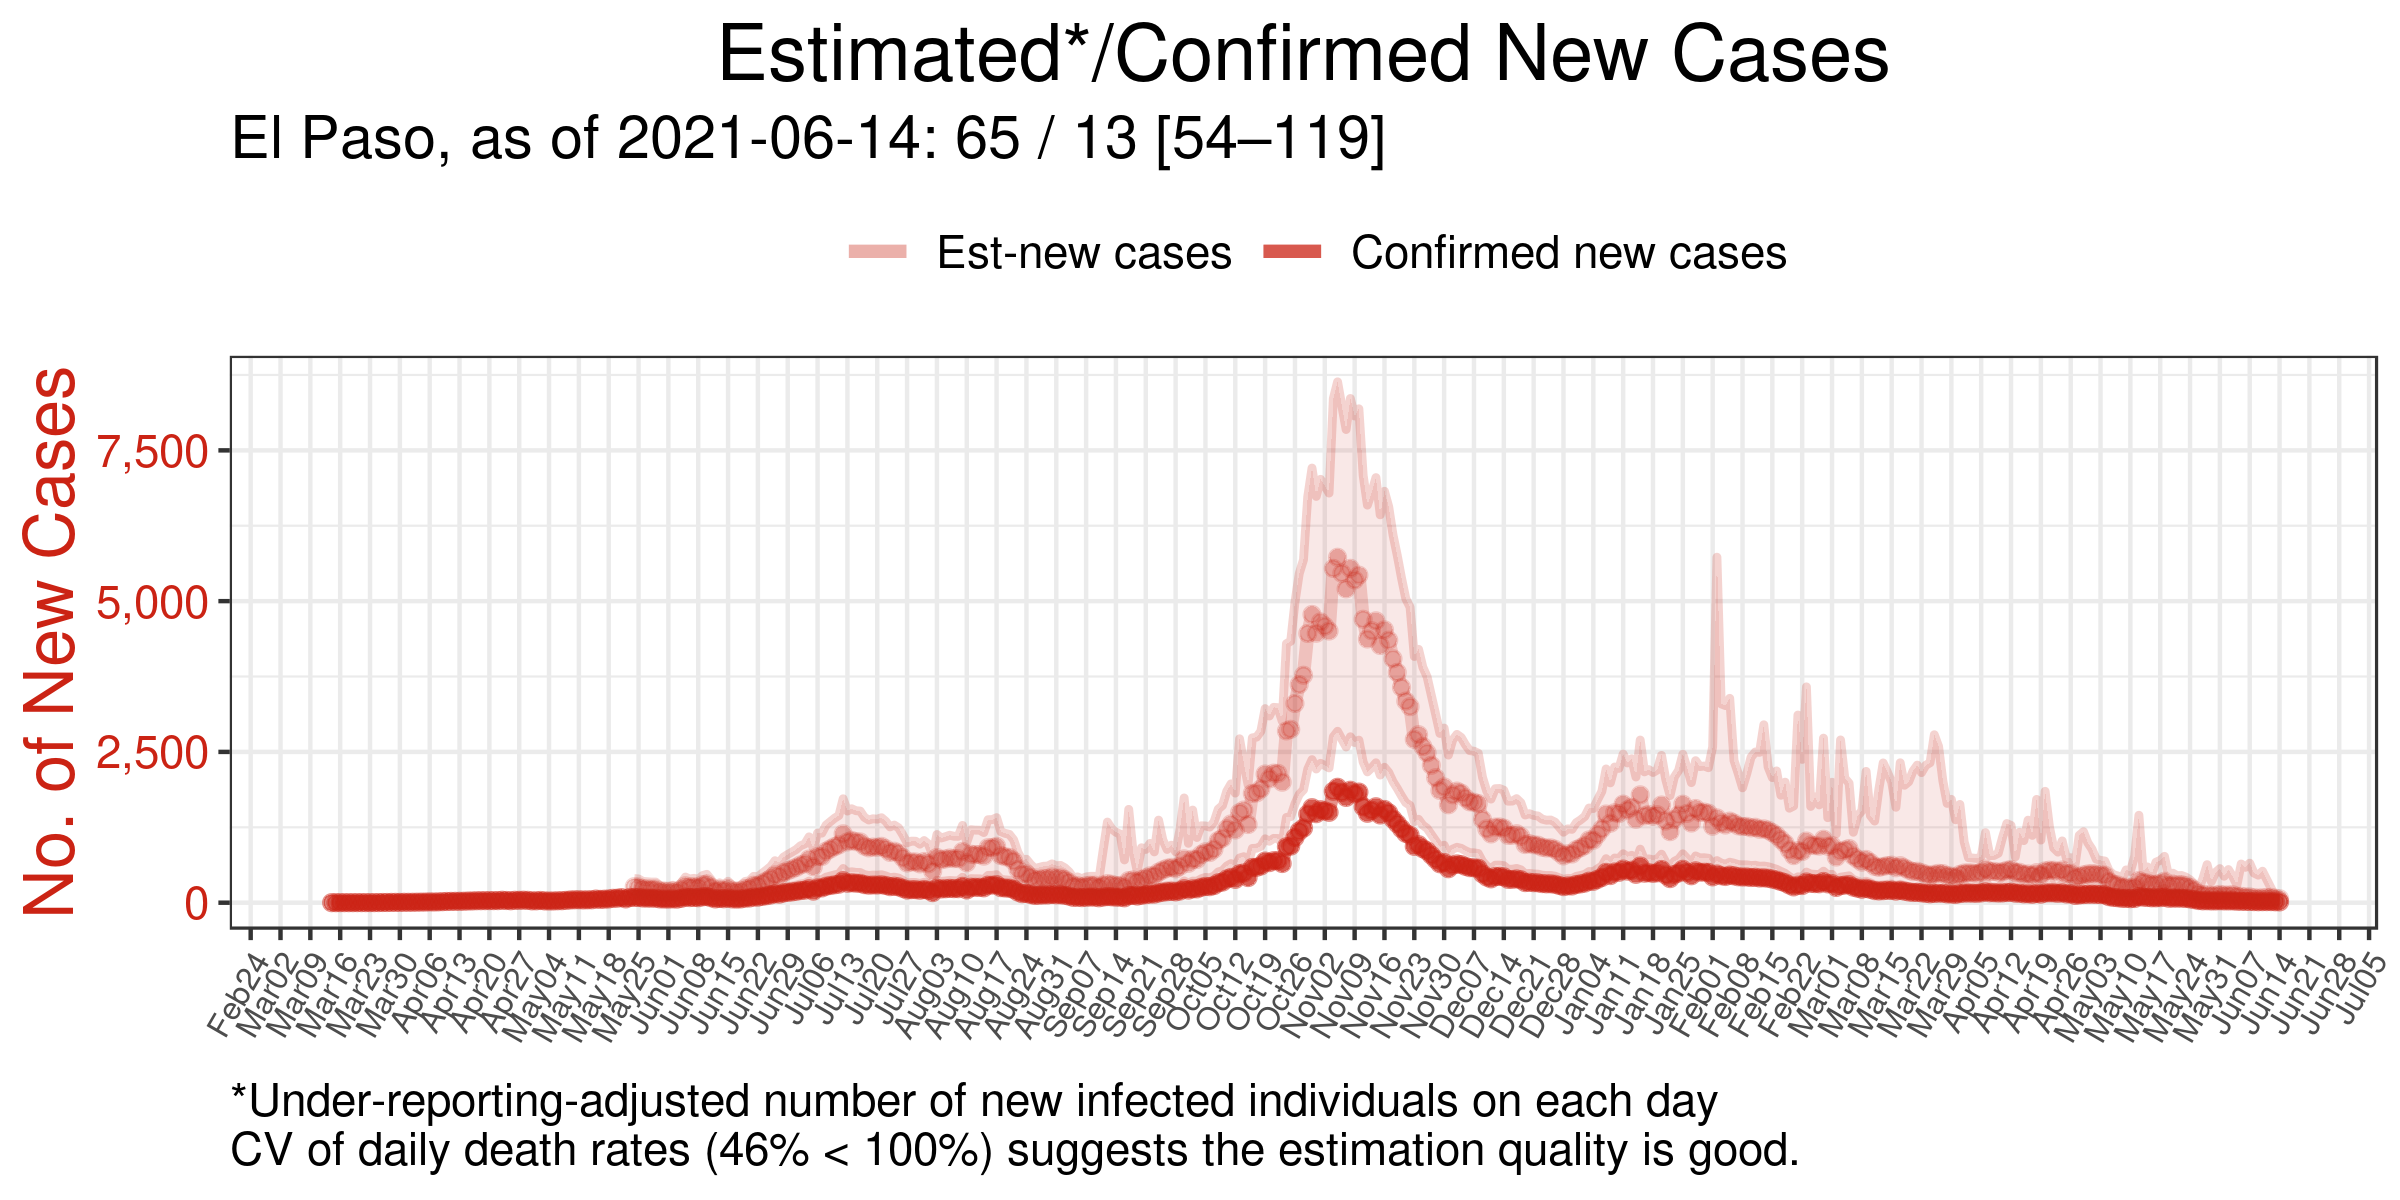 Estimated*/Confirmed New Cases
El Paso, as of 2021-06-14: 65 / 13 [54–119]
Est-new cases Confirmed new cases
No. of New Cases
7,500
5,000
2,500
0
Feb24 Mar02 Mar09 Mar16 Mar23 Mar30 Apr06 Apr13 Apr20 Apr27 May04 May11 May18 May25 Jun01 Jun08 Jun15 Jun22 Jun29 Jul06 Jul13 Jul20 Jul27 Aug03 Aug10 Aug17 Aug24 Aug31 Sep07 Sep14 Sep21 Sep28 Oct05 Oct12 Oct19 Oct26 Nov02 Nov09 Nov16 Nov23 Nov30 Dec07 Dec14 Dec21 Dec28 Jan04 Jan11 Jan18 Jan25 Feb01 Feb08 Feb15 Feb22 Mar01 Mar08 Mar15 Mar22 Mar29 Apr05 Apr12 Apr19 Apr26 May03 May10 May17 May24 May31 Jun07 Jun14 Jun21 Jun28 Jul05
*Under-reporting-adjusted number of new infected individuals on each day
CV of daily death rates (46% < 100%) suggests the estimation quality is good.